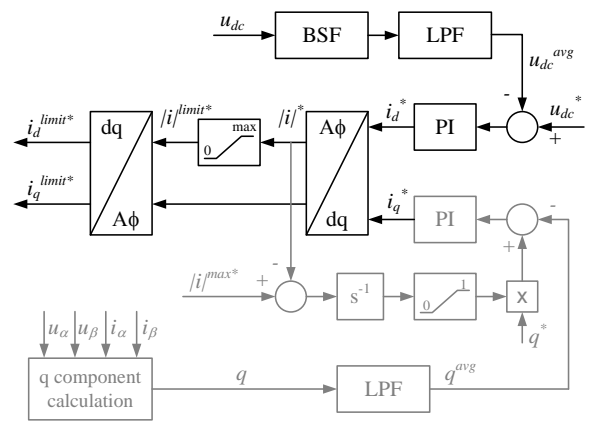 u_dc
BSF
LPF
u_dc^avg
-
u_dc^*
+
i_d^limit*
dq
|i|^limit*
max
0
|i|^*
Aϕ
i_d^*
PI
i_q^limit*
Aϕ
dq
i_q^*
PI
-
+
|i|^max*
+
-
s^-1
1
0
x
q^*
u_α u_β i_α i_β
q component
calculation
q
LPF
q^avg